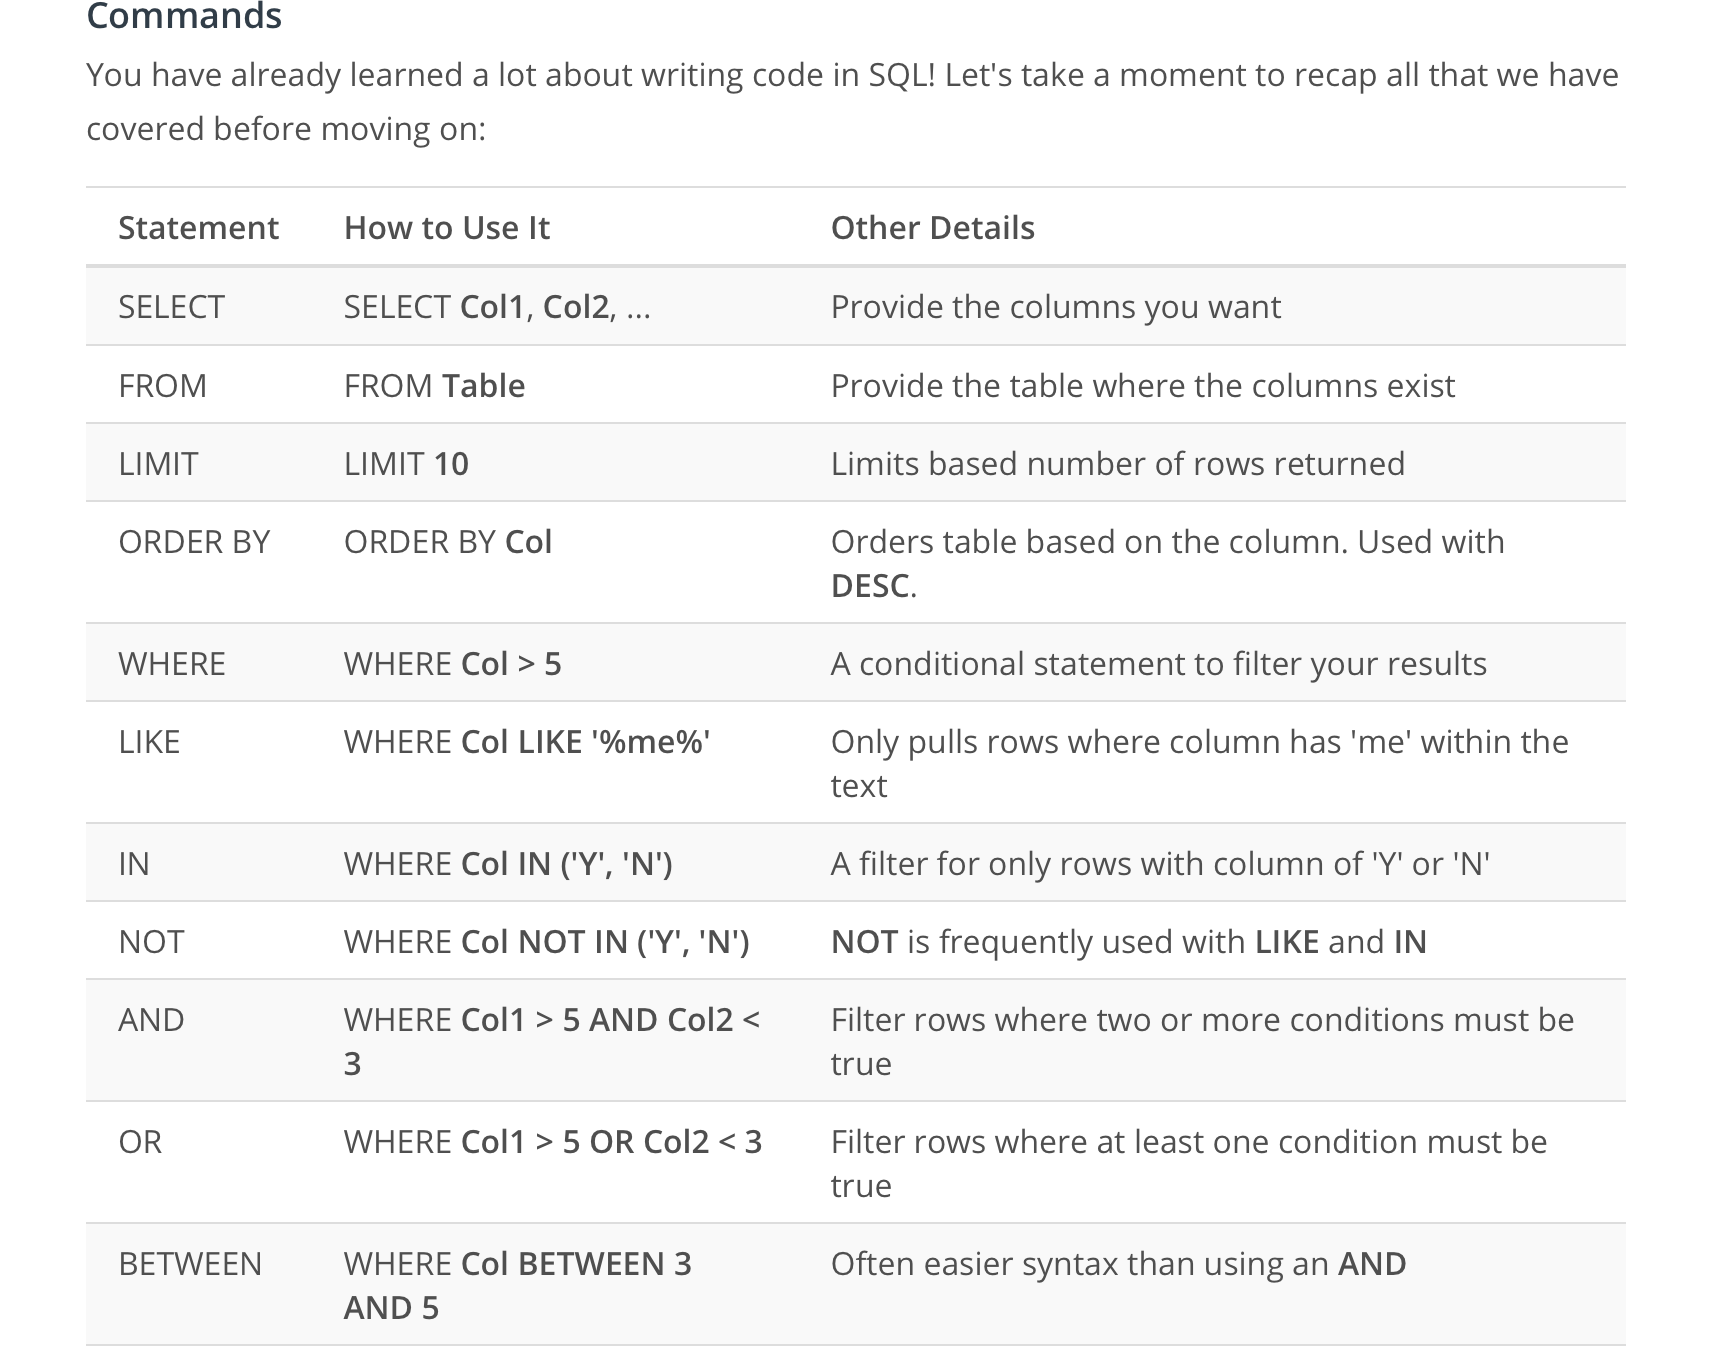 Commands
You have already learned a lot about writing code in SQL! Let's take a moment to recap all that we have
covered before moving on:
Statement How to Use It Other Details
SELECT SELECT Col1, Col2, ... Provide the columns you want
FROM FROM Table Provide the table where the columns exist
LIMIT LIMIT 10 Limits based number of rows returned
ORDER BY ORDER BY Col Orders table based on the column. Used with
DESC.
WHERE WHERE Col > 5 A conditional statement to filter your results
LIKE WHERE Col LIKE '%me%' Only pulls rows where column has 'me' within the
text
IN WHERE Col IN ('Y', 'N') A filter for only rows with column of 'Y' or 'N'
NOT WHERE Col NOT IN ('Y', 'N') NOT is frequently used with LIKE and IN
AND WHERE Col1 > 5 AND Col2 < Filter rows where two or more conditions must be
3 true
OR WHERE Col1 > 5 OR Col2 < 3 Filter rows where at least one condition must be
true
BETWEEN WHERE Col BETWEEN 3 Often easier syntax than using an AND
AND 5